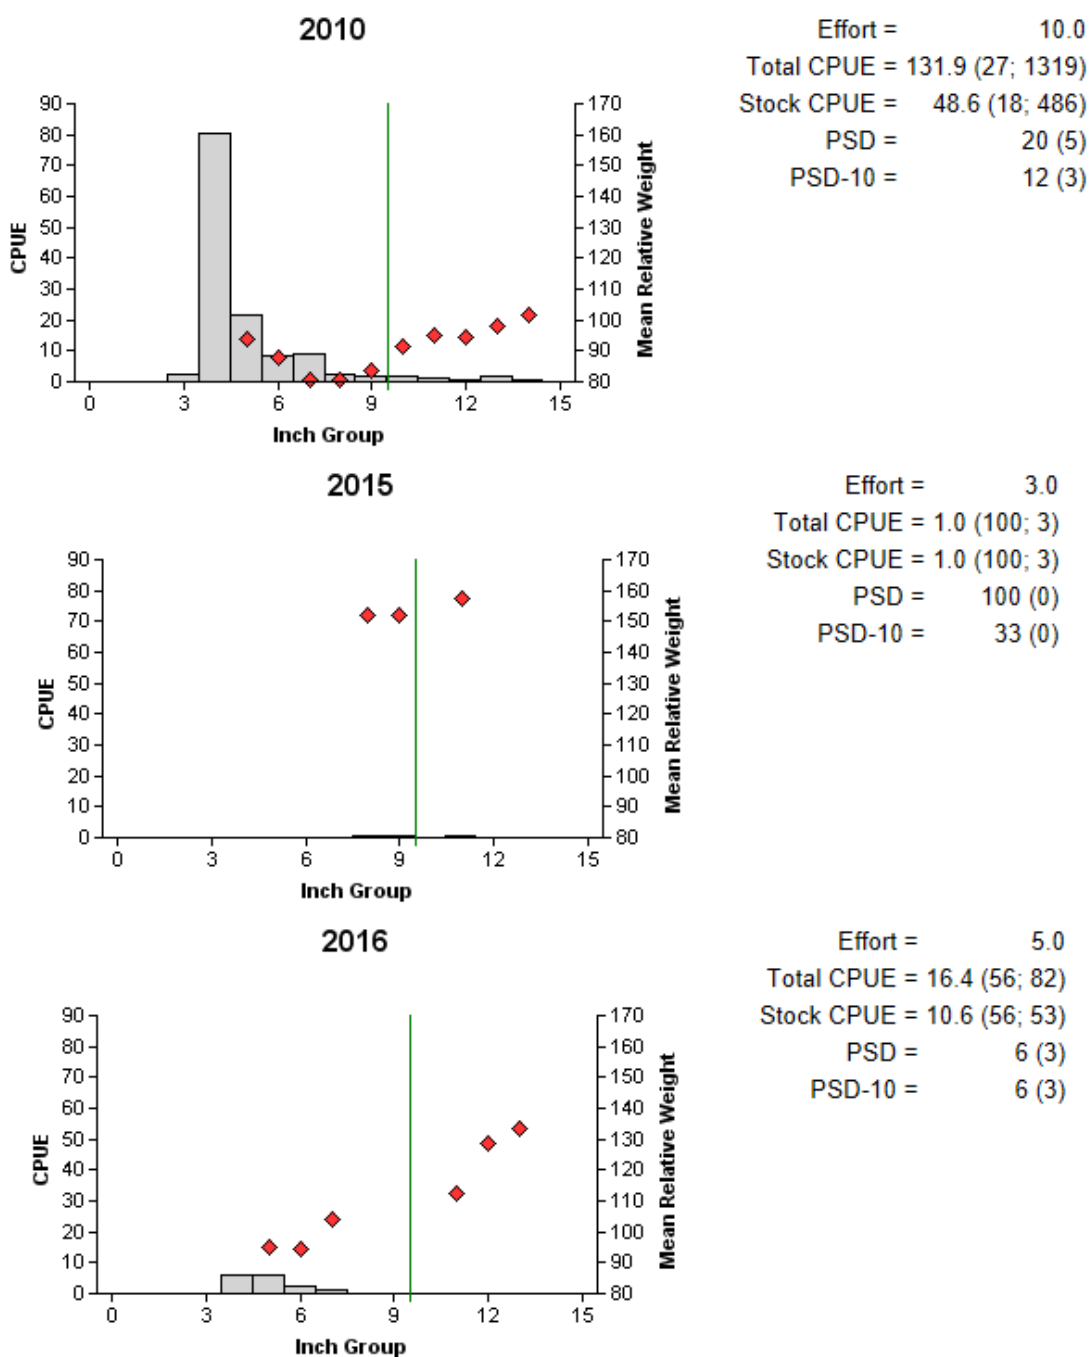 2010
Effort = 10.0
Total CPUE = 131.9 (27; 1319)
Stock CPUE = 48.6 (18; 486)
PSD = 20 (5)
PSD-10 = 12 (3)
90 170
80 160
70 150
60 140
50 130
40 120
30 110
20 100
10 90
0 80
CPUE
Mean Relative Weight
0 3 6 9 12 15
Inch Group
2015
Effort = 3.0
Total CPUE = 1.0 (100; 3)
Stock CPUE = 1.0 (100; 3)
PSD = 100 (0)
PSD-10 = 33 (0)
90 170
80 160
70 150
60 140
50 130
40 120
30 110
20 100
10 90
0 80
CPUE
Mean Relative Weight
0 3 6 9 12 15
Inch Group
2016
Effort = 5.0
Total CPUE = 16.4 (56; 82)
Stock CPUE = 10.6 (56; 53)
PSD = 6 (3)
PSD-10 = 6 (3)
90 170
80 160
70 150
60 140
50 130
40 120
30 110
20 100
10 90
0 80
CPUE
Mean Relative Weight
0 3 6 9 12 15
Inch Group